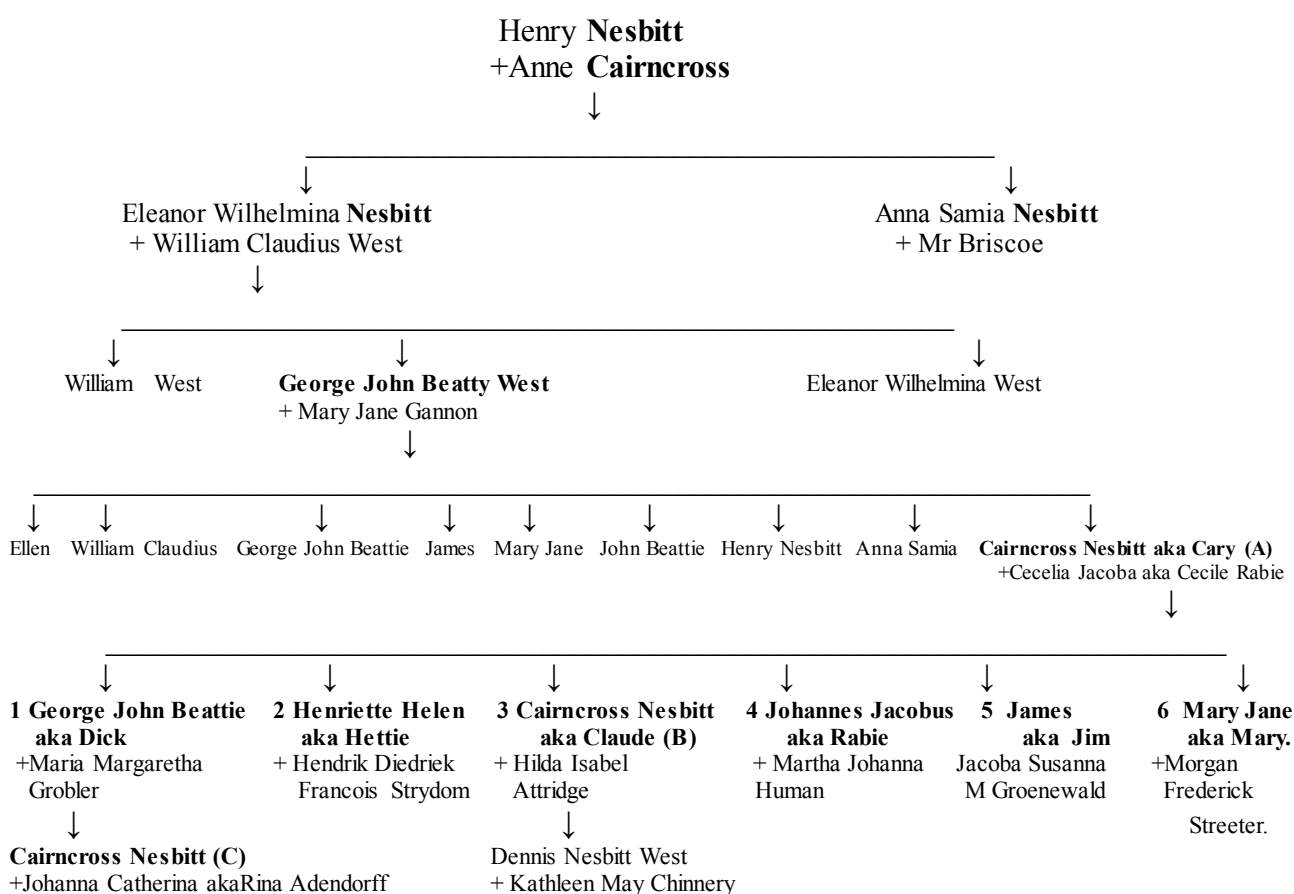 Henry Nesbitt
+Anne Cairncross
↓
↓ ↓
Eleanor Wilhelmina Nesbitt Anna Samia Nesbitt
+ William Claudius West + Mr Briscoe
↓
↓ ↓ ↓
William West George John Beatty West Eleanor Wilhelmina West
+ Mary Jane Gannon
↓
↓ ↓ ↓ ↓ ↓ ↓ ↓ ↓ ↓
Ellen William Claudius George John Beattie James Mary Jane John Beattie Henry Nesbitt Anna Samia Cairncross Nesbitt aka Cary (A)
+Cecelia Jacoba aka Cecile Rabie
↓
↓ ↓ ↓ ↓ ↓ ↓
1 George John Beattie 2 Henriette Helen 3 Cairncross Nesbitt 4 Johannes Jacobus 5 James 6 Mary Jane
aka Dick aka Hettie aka Claude (B) aka Rabie aka Jim aka Mary.
+Maria Margaretha + Hendrik Diedriek + Hilda Isabel + Martha Johanna Jacoba Susanna +Morgan
Grobler Francois Strydom Attridge Human M Groenewald Frederick
↓ ↓ Streeter.
Cairncross Nesbitt (C) Dennis Nesbitt West
+Johanna Catherina akaRina Adendorff + Kathleen May Chinnery